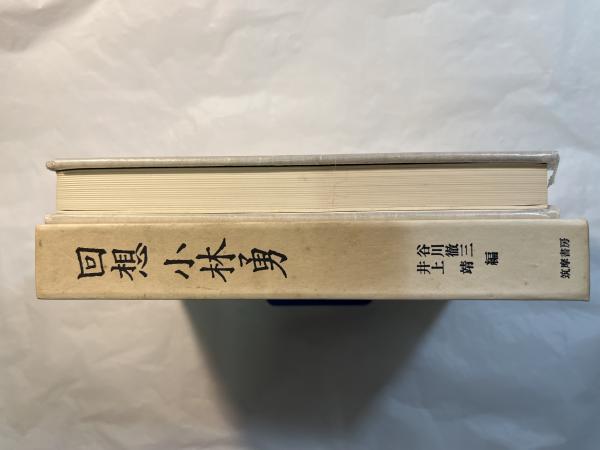 回想 小林勇
谷川徹三
井上靖 編
筑摩書房